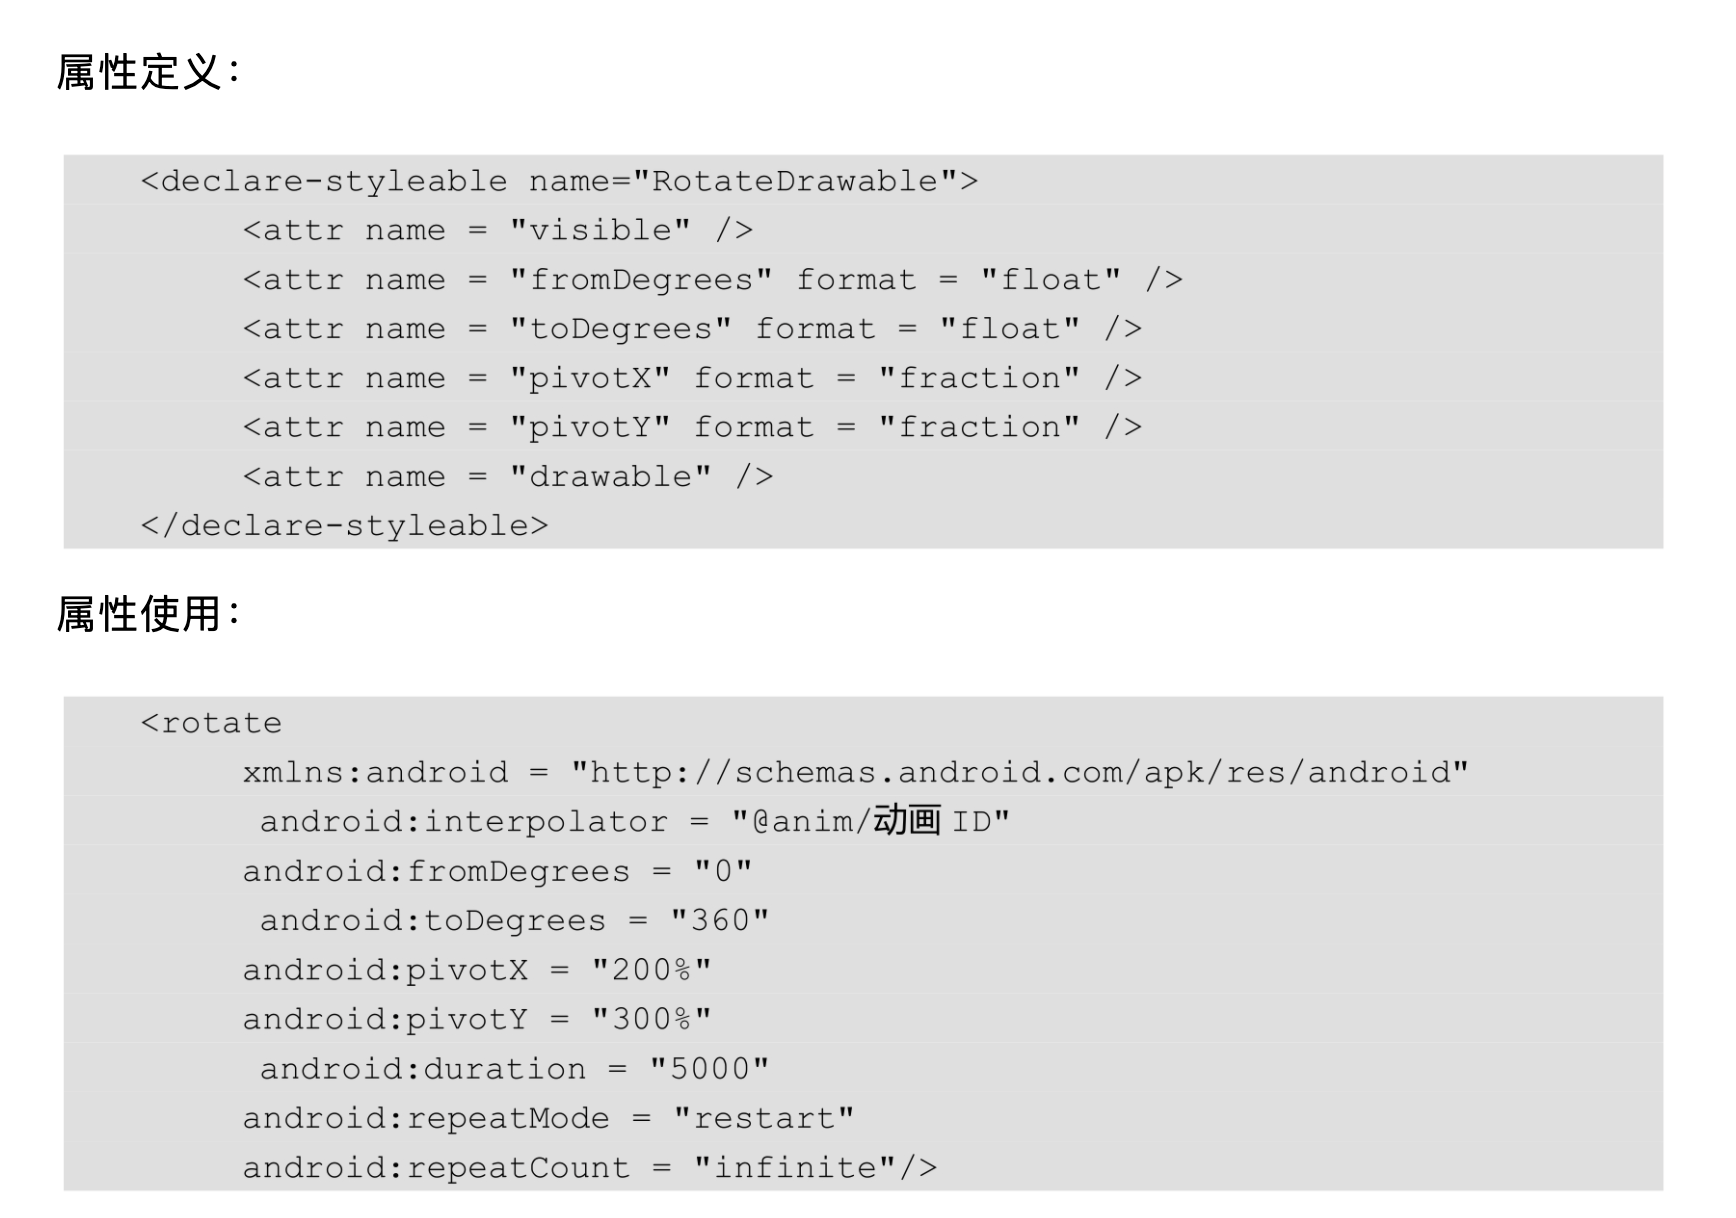 属性定义：
<declare-styleable name="RotateDrawable">
<attr name = "visible" />
<attr name = "fromDegrees" format = "float" />
<attr name = "toDegrees" format = "float" />
<attr name = "pivotX" format = "fraction" />
<attr name = "pivotY" format = "fraction" />
<attr name = "drawable" />
</declare-styleable>
属性使用：
<rotate
xmlns:android = "http://schemas.android.com/apk/res/android"
android:interpolator = "@anim/动画 ID"
android:fromDegrees = "0"
android:toDegrees = "360"
android:pivotX = "200%"
android:pivotY = "300%"
android:duration = "5000"
android:repeatMode = "restart"
android:repeatCount = "infinite"/>